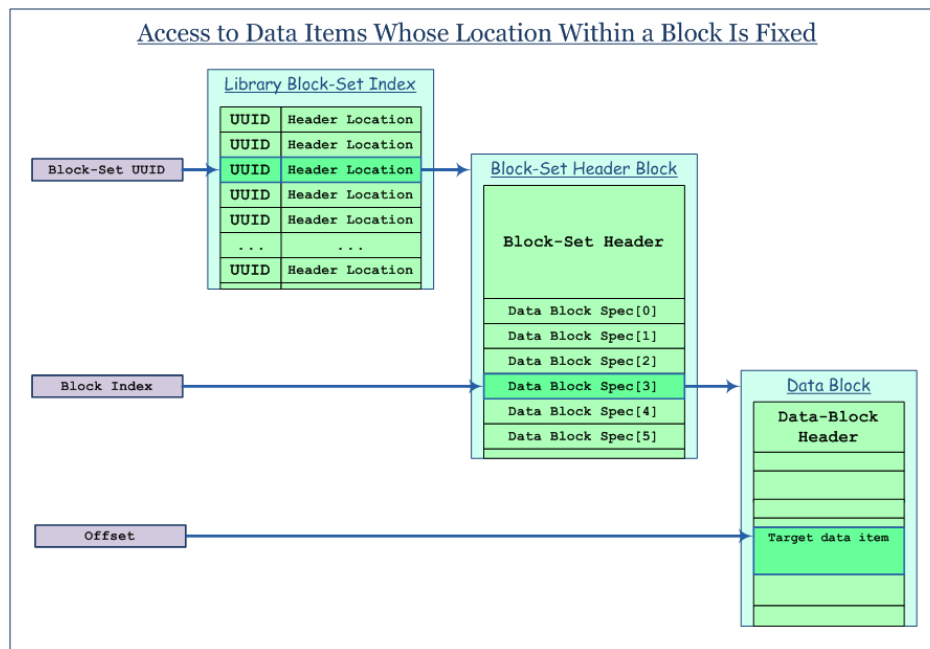 Access to Data Items Whose Location Within a Block Is Fixed
Library Block-Set Index
UUID Header Location
UUID Header Location
Block-Set UUID
UUID Header Location
Block-Set Header Block
UUID Header Location
UUID Header Location
... ...
UUID Header Location
Block-Set Header
Data Block Spec[0]
Data Block Spec[1]
Data Block Spec[2]
Block Index
Data Block Spec[3]
Data Block
Data Block Spec[4]
Data Block Spec[5]
Data-Block
Header
Offset
Target data item